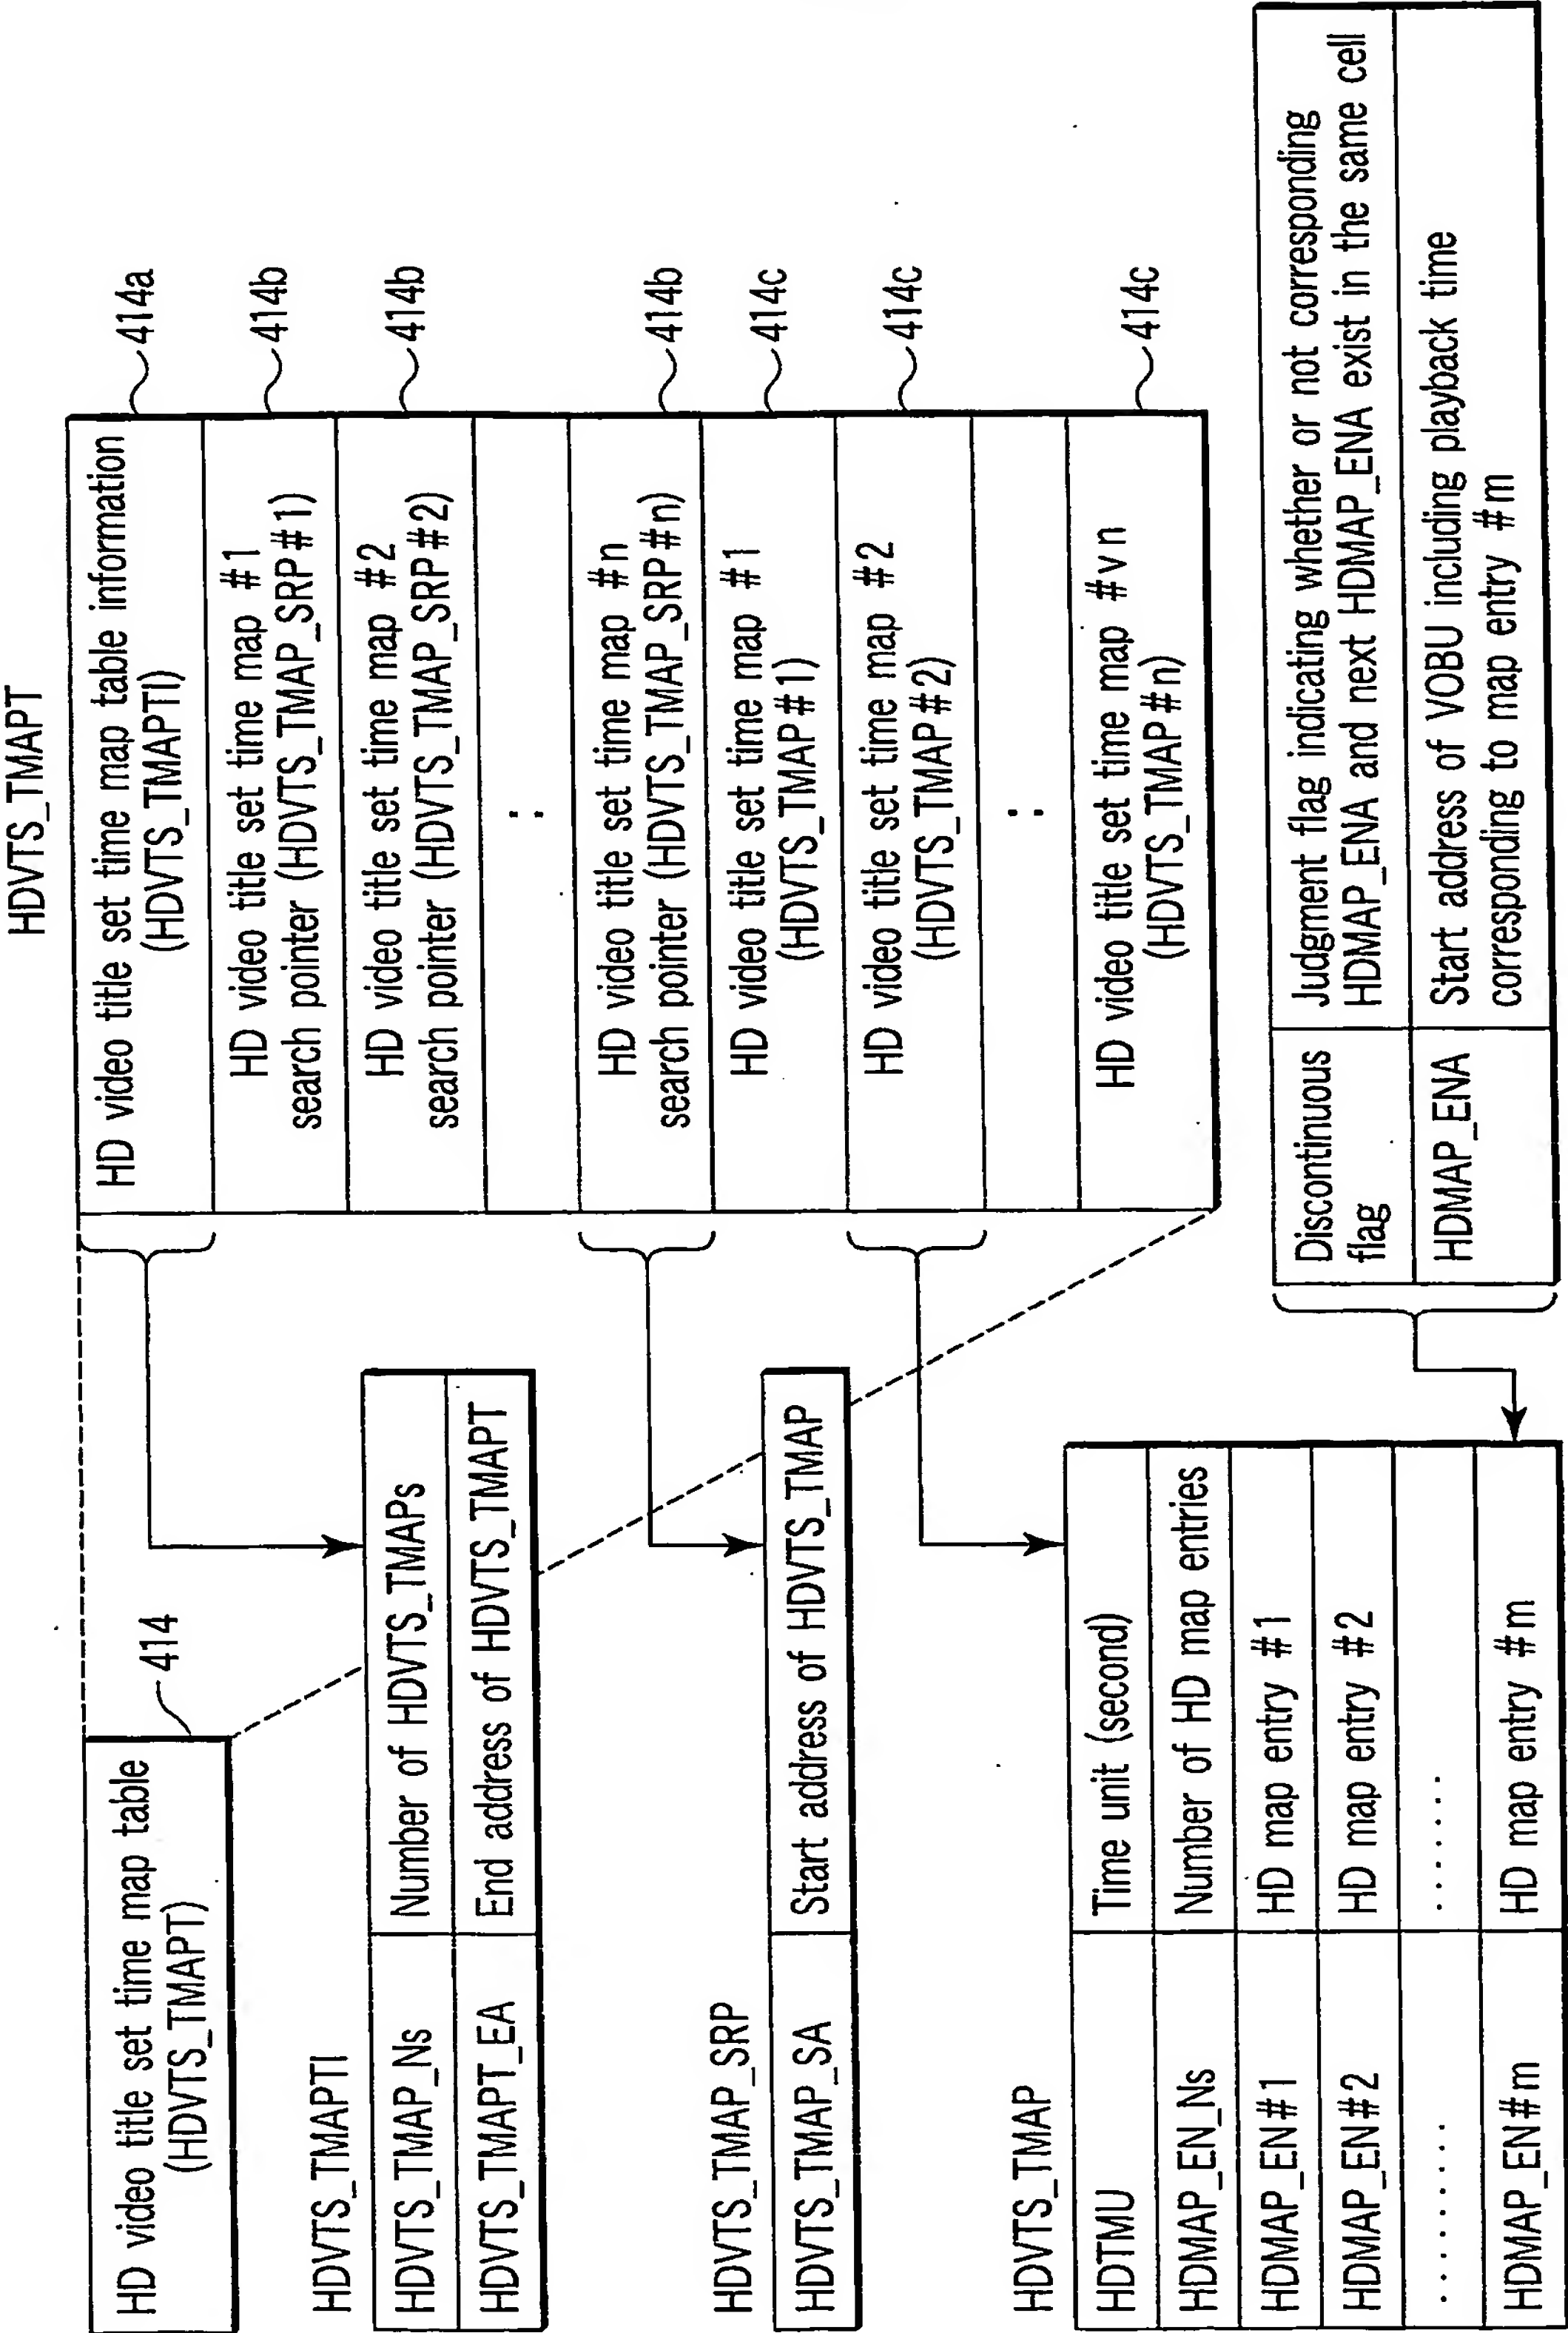 HDVTS_TMAPT
HD video title set time map table
(HDVTS_TMAPT)
414
HD video title set time map table information
(HDVTS_TMAPTI)
414a
HD video title set time map #1
search pointer (HDVTS_TMAP_SRP#1)
414b
HD video title set time map #2
search pointer (HDVTS_TMAP_SRP#2)
414b
:
HD video title set time map #n
search pointer (HDVTS_TMAP_SRP#n)
414b
HD video title set time map #1
(HDVTS_TMAP#1)
414c
HD video title set time map #2
(HDVTS_TMAP#2)
414c
:
HD video title set time map #vn
(HDVTS_TMAP#n)
414c
HDVTS_TMAPTI
HDVTS_TMAP_Ns Number of HDVTS_TMAPs
HDVTS_TMAPT_EA End address of HDVTS_TMAPT
HDVTS_TMAP_SRP
HDVTS_TMAP_SA Start address of HDVTS_TMAP
HDVTS_TMAP
HDTMU Time unit (second)
HDMAP_EN_Ns Number of HD map entries
HDMAP_EN#1 HD map entry #1
HDMAP_EN#2 HD map entry #2
.......... .......
HDMAP_EN#m HD map entry #m
Discontinuous
flag
Judgment flag indicating whether or not corresponding
HDMAP_ENA and next HDMAP_ENA exist in the same cell
HDMAP_ENA
Start address of VOBU including playback time
corresponding to map entry #m